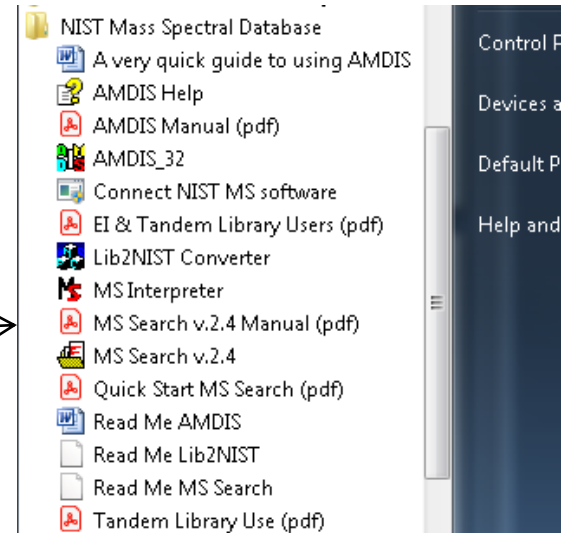 NIST Mass Spectral Database
A very quick guide to using AMDIS
AMDIS Help
AMDIS Manual (pdf)
AMDIS_32
Connect NIST MS software
EI & Tandem Library Users (pdf)
Lib2NIST Converter
MS Interpreter
MS Search v.2.4 Manual (pdf)
MS Search v.2.4
Quick Start MS Search (pdf)
Read Me AMDIS
Read Me Lib2NIST
Read Me MS Search
Tandem Library Use (pdf)
Control
Devices
Default
Help and